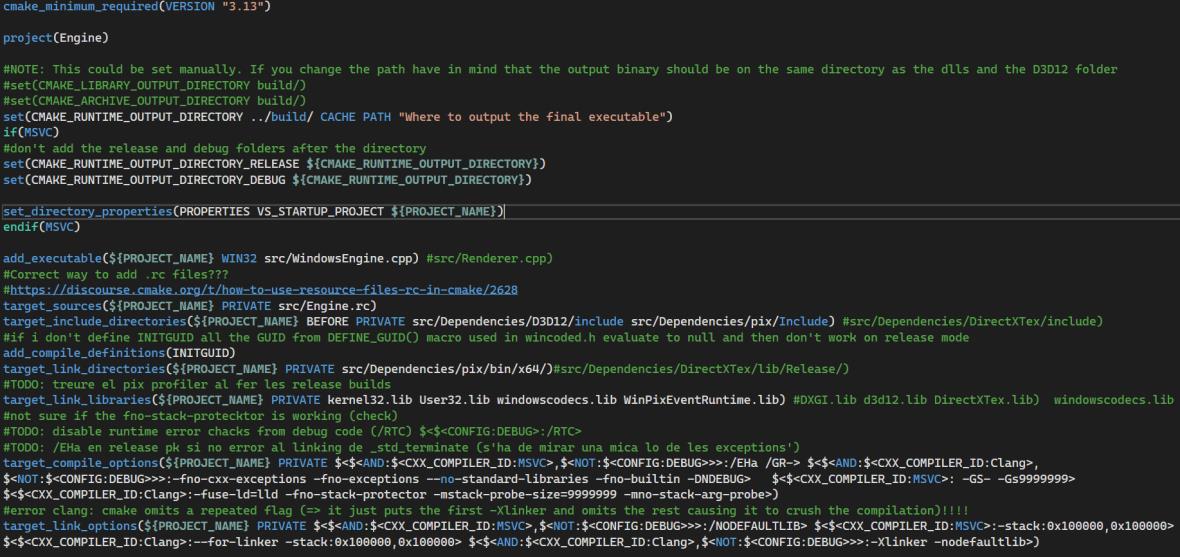 cmake_minimum_required(VERSION "3.13")
project(Engine)
#NOTE: This could be set manually. If you change the path have in mind that the output binary should be on the same directory as the dlls and the D3D12 folder
#set(CMAKE_LIBRARY_OUTPUT_DIRECTORY build/)
#set(CMAKE_ARCHIVE_OUTPUT_DIRECTORY build/)
set(CMAKE_RUNTIME_OUTPUT_DIRECTORY ../build/ CACHE PATH "Where to output the final executable")
if(MSVC)
#don't add the release and debug folders after the directory
set(CMAKE_RUNTIME_OUTPUT_DIRECTORY_RELEASE ${CMAKE_RUNTIME_OUTPUT_DIRECTORY})
set(CMAKE_RUNTIME_OUTPUT_DIRECTORY_DEBUG ${CMAKE_RUNTIME_OUTPUT_DIRECTORY})
set_directory_properties(PROPERTIES VS_STARTUP_PROJECT ${PROJECT_NAME})
endif(MSVC)
add_executable(${PROJECT_NAME} WIN32 src/WindowsEngine.cpp) #src/Renderer.cpp)
#Correct way to add .rc files???
#https://discourse.cmake.org/t/how-to-use-resource-files-rc-in-cmake/2628
target_sources(${PROJECT_NAME} PRIVATE src/Engine.rc)
target_include_directories(${PROJECT_NAME} BEFORE PRIVATE src/Dependencies/D3D12/include src/Dependencies/pix/Include) #src/Dependencies/DirectXTex/include)
#if i don't define INITGUID all the GUID from DEFINE_GUID() macro used in wincoded.h evaluate to null and then don't work on release mode
add_compile_definitions(INITGUID)
target_link_directories(${PROJECT_NAME} PRIVATE src/Dependencies/pix/bin/x64/)#src/Dependencies/DirectXTex/lib/Release/)
#TODO: treure el pix profiler al fer les release builds
target_link_libraries(${PROJECT_NAME} PRIVATE kernel32.lib User32.lib windowscodecs.lib WinPixEventRuntime.lib) #DXGI.lib d3d12.lib DirectXTex.lib)  windowscodecs.lib
#not sure if the fno-stack-protecktor is working (check)
#TODO: disable runtime error chacks from debug code (/RTC) $<$<CONFIG:DEBUG>:/RTC>
#TODO: /EHa en release pk si no error al linking de _std_terminate (s'ha de mirar una mica lo de les exceptions')
target_compile_options(${PROJECT_NAME} PRIVATE $<$<AND:$<CXX_COMPILER_ID:MSVC>,$<NOT:$<CONFIG:DEBUG>>>:/EHa /GR-> $<$<AND:$<CXX_COMPILER_ID:Clang>,
$<NOT:$<CONFIG:DEBUG>>>:-fno-cxx-exceptions -fno-exceptions --no-standard-libraries -fno-builtin -DNDEBUG>   $<$<CXX_COMPILER_ID:MSVC>: -GS- -Gs9999999>
$<$<CXX_COMPILER_ID:Clang>:-fuse-ld=lld -fno-stack-protector -mstack-probe-size=9999999 -mno-stack-arg-probe>)
#error clang: cmake omits a repeated flag (=> it just puts the first -Xlinker and omits the rest causing it to crush the compilation)!!!!
target_link_options(${PROJECT_NAME} PRIVATE $<$<AND:$<CXX_COMPILER_ID:MSVC>,$<NOT:$<CONFIG:DEBUG>>>:/NODEFAULTLIB> $<$<CXX_COMPILER_ID:MSVC>:-stack:0x100000,0x100000>
$<$<CXX_COMPILER_ID:Clang>:--for-linker -stack:0x100000,0x100000> $<$<AND:$<CXX_COMPILER_ID:Clang>,$<NOT:$<CONFIG:DEBUG>>>:-Xlinker -nodefaultlib>)